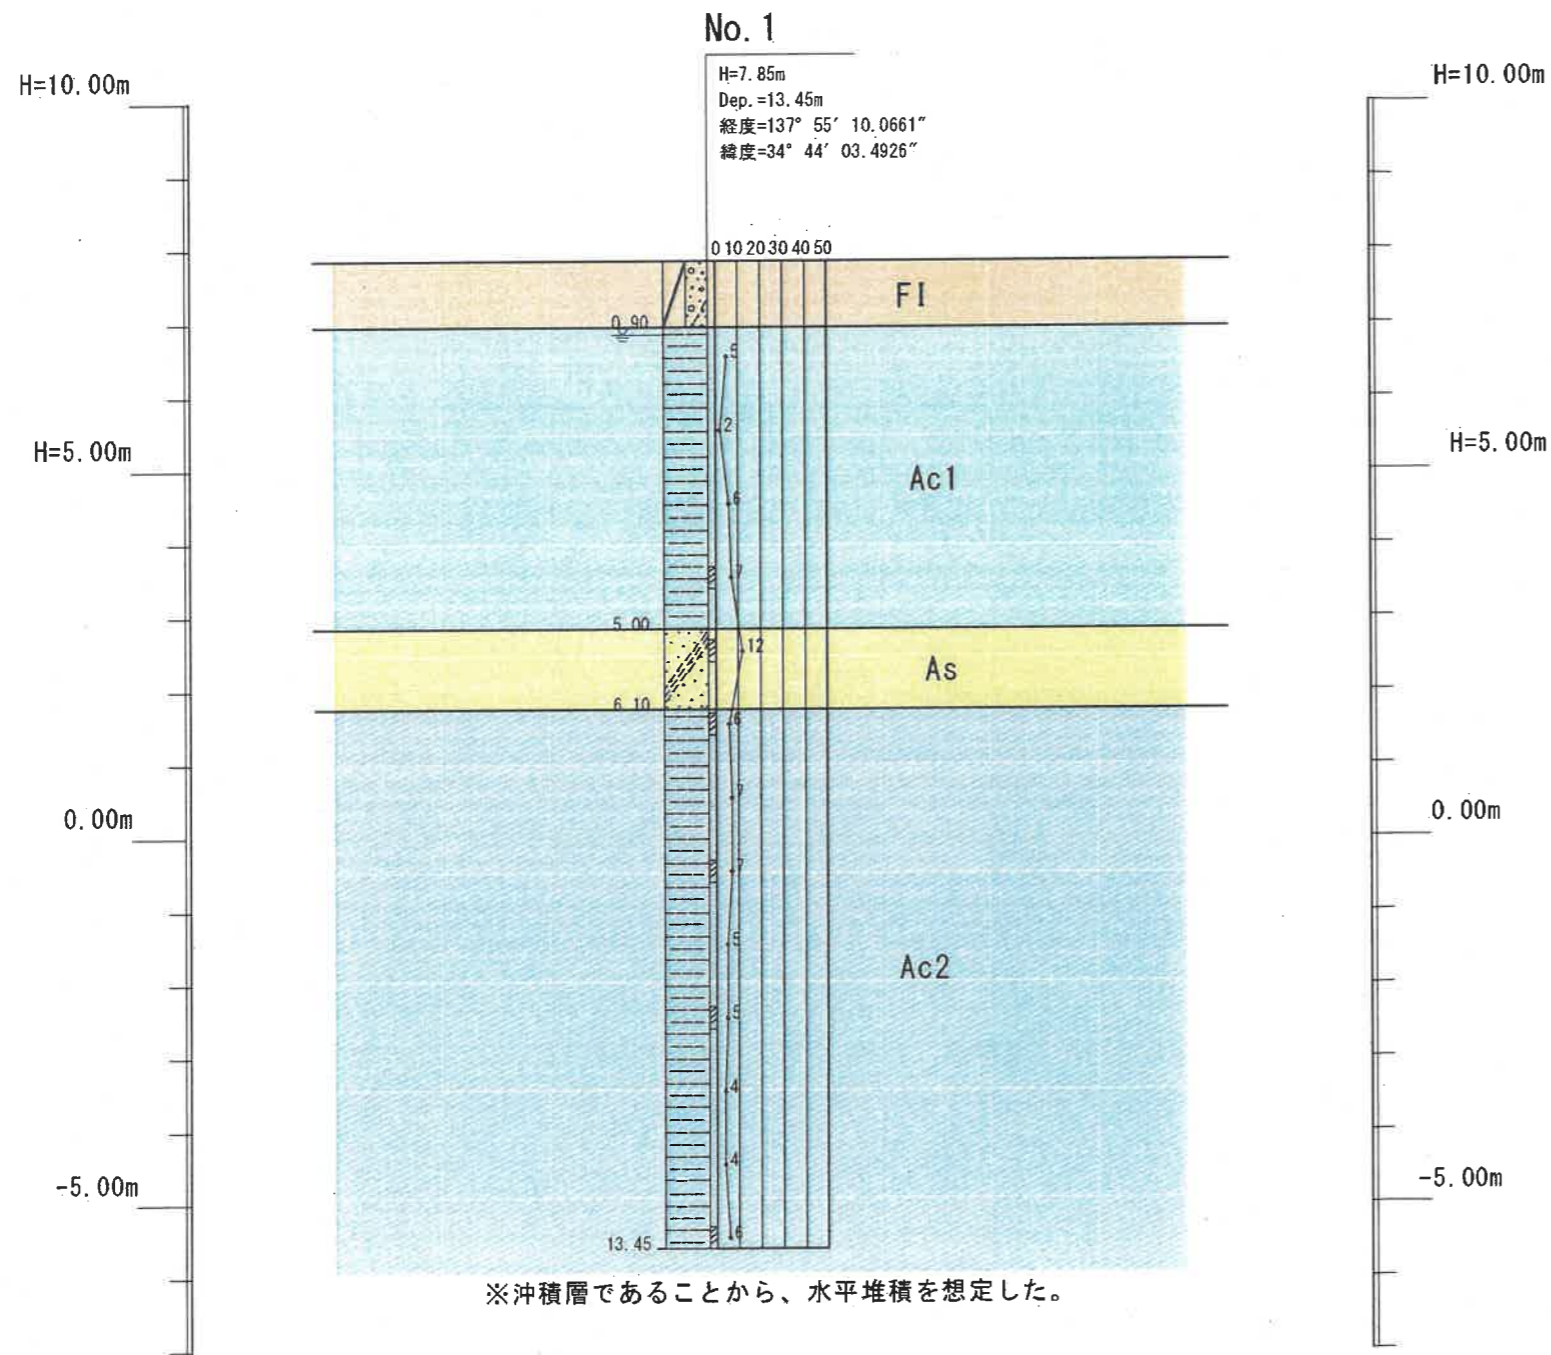 No. 1
H=7.85m
Dep.=13.45m
経度=137° 55′ 10.0661″
緯度=34° 44′ 03.4926″
H=10.00m
H=10.00m
0 10 20 30 40 50
Fl
0.90
5
2
Ac1
H=5.00m
H=5.00m
6
7
5.00
12
As
6.10
6
7
0.00m
0.00m
7
5
Ac2
5
4
4
-5.00m
-5.00m
6
13.45
※沖積層であることから、水平堆積を想定した。